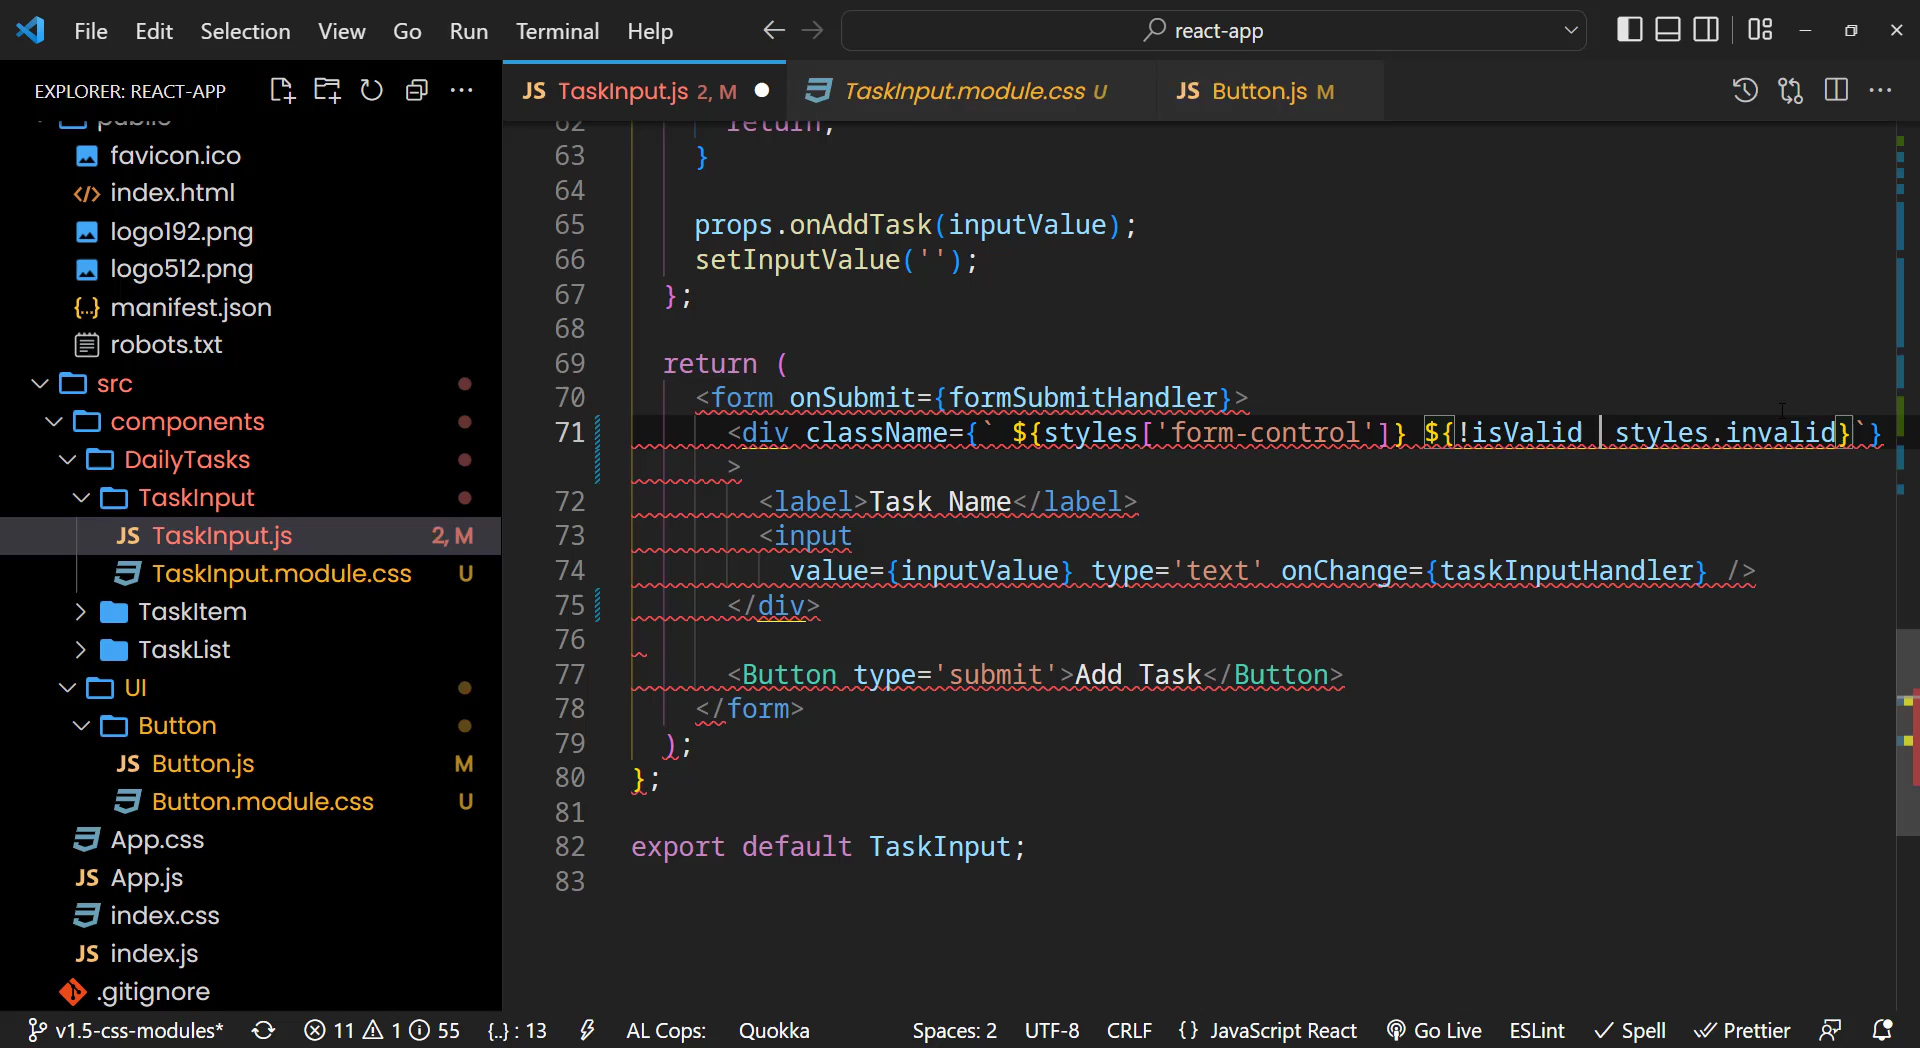 File Edit Selection View Go Run Terminal Help
react-app
EXPLORER: REACT-APP
JS TaskInput.js 2, M
TaskInput.module.css U
JS Button.js M
public
favicon.ico
index.html
logo192.png
logo512.png
manifest.json
robots.txt
src
components
DailyTasks
TaskInput
JS TaskInput.js 2, M
TaskInput.module.css U
TaskItem
TaskList
UI
Button
JS Button.js M
Button.module.css U
App.css
JS App.js
index.css
JS index.js
.gitignore
62 return;
63 }
64
65 props.onAddTask(inputValue);
66 setInputValue('');
67 };
68
69 return (
70 <form onSubmit={formSubmitHandler}>
71 <div className={` ${styles['form-control']} ${!isValid  styles.invalid}`}
>
72 <label>Task Name</label>
73 <input
74 value={inputValue} type='text' onChange={taskInputHandler} />
75 </div>
76
77 <Button type='submit'>Add Task</Button>
78 </form>
79 );
80 };
81
82 export default TaskInput;
83
v1.5-css-modules* 11 1 55 {..} : 13 AL Cops: Quokka Spaces: 2 UTF-8 CRLF {} JavaScript React Go Live ESLint Spell Prettier